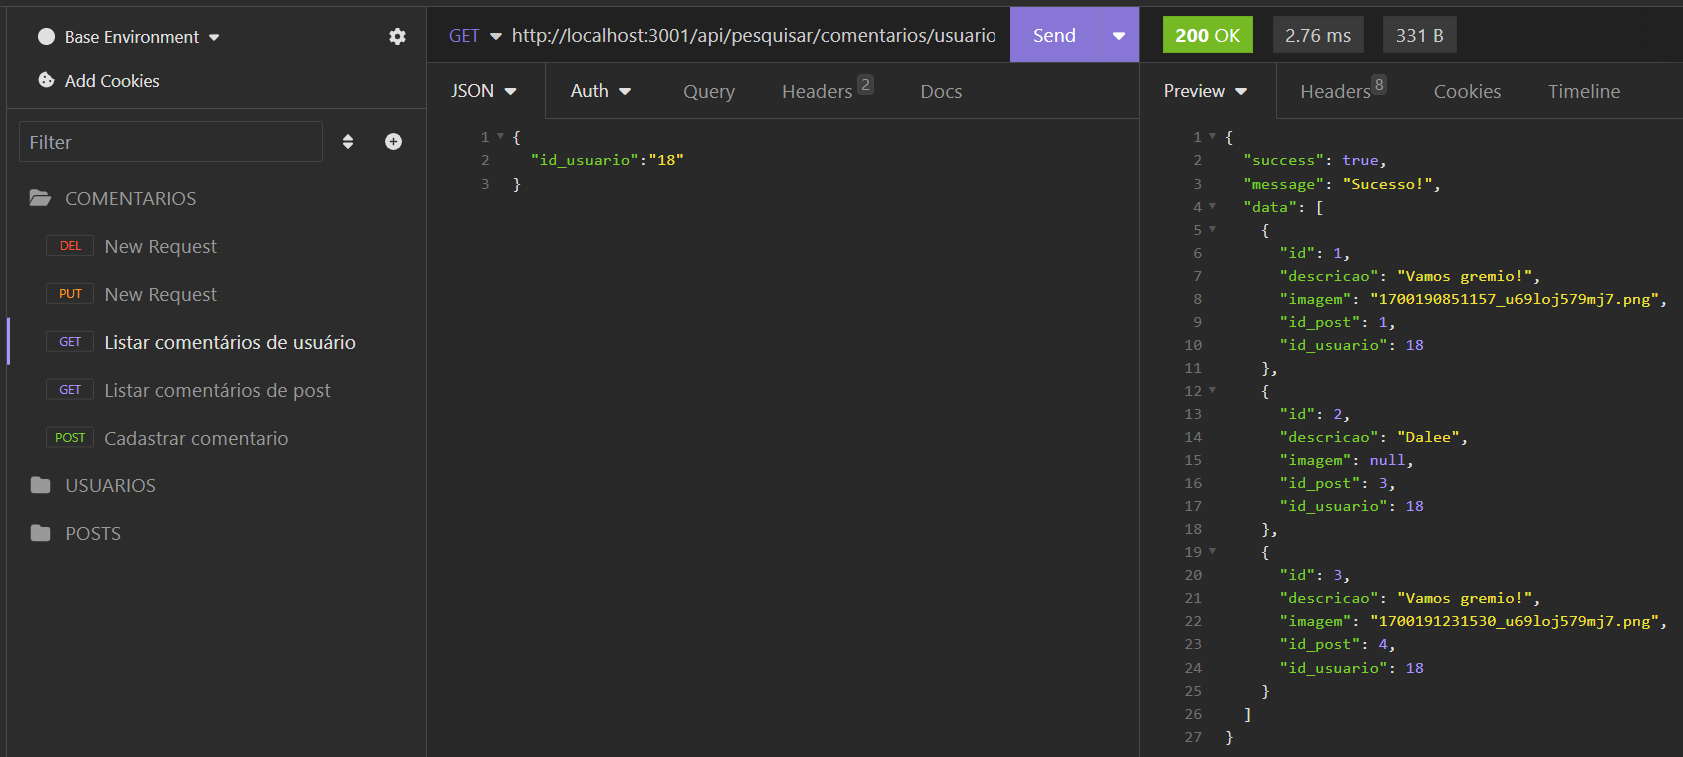 Base Environment
Add Cookies
Filter
COMENTARIOS
DEL New Request
PUT New Request
GET Listar comentários de usuário
GET Listar comentários de post
POST Cadastrar comentario
USUARIOS
POSTS
GET http://localhost:3001/api/pesquisar/comentarios/usuario Send
JSON Auth Query Headers 2 Docs
1 {
2 "id_usuario":"18"
3 }
200 OK 2.76 ms 331 B
Preview Headers 8 Cookies Timeline
1 {
2 "success": true,
3 "message": "Sucesso!",
4 "data": [
5 {
6 "id": 1,
7 "descricao": "Vamos gremio!",
8 "imagem": "1700190851157_u69loj579mj7.png",
9 "id_post": 1,
10 "id_usuario": 18
11 },
12 {
13 "id": 2,
14 "descricao": "Dalee",
15 "imagem": null,
16 "id_post": 3,
17 "id_usuario": 18
18 },
19 {
20 "id": 3,
21 "descricao": "Vamos gremio!",
22 "imagem": "1700191231530_u69loj579mj7.png",
23 "id_post": 4,
24 "id_usuario": 18
25 }
26 ]
27 }